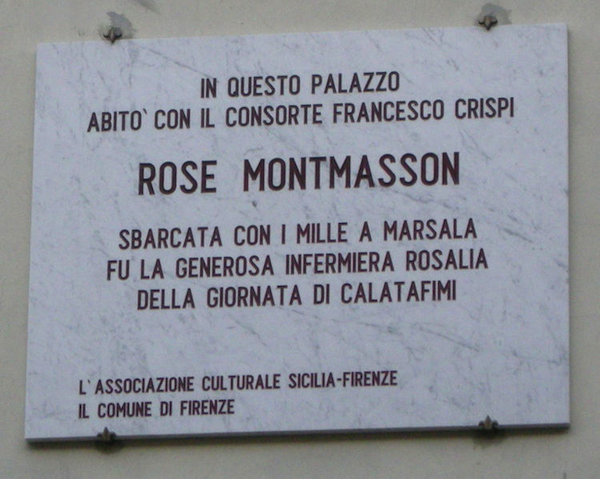 IN QUESTO PALAZZO
ABITO' CON IL CONSORTE FRANCESCO CRISPI
ROSE MONTMASSON
SBARCATA CON I MILLE A MARSALA
FU LA GENEROSA INFERMIERA ROSALIA
DELLA GIORNATA DI CALATAFIMI
L'ASSOCIAZIONE CULTURALE SICILIA-FIRENZE
IL COMUNE DI FIRENZE